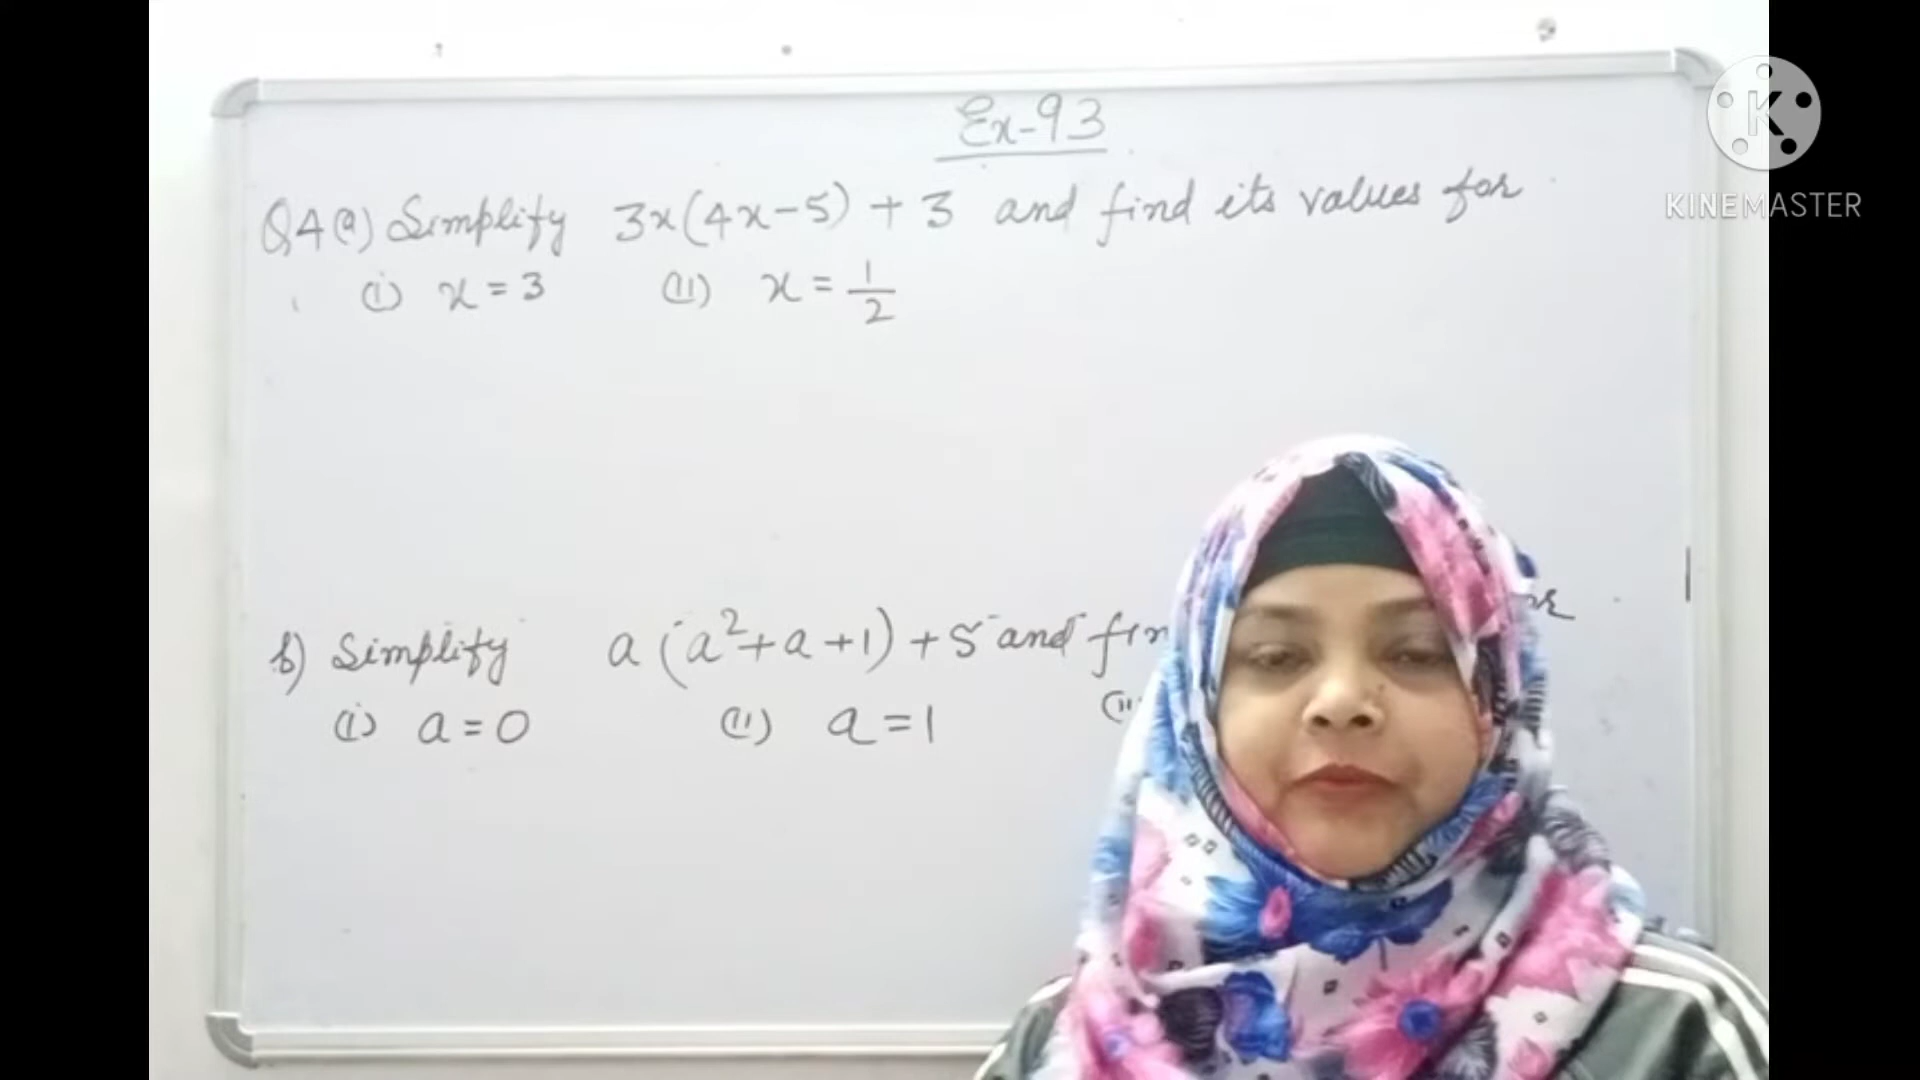 Ex-93
Q4(a) Simplify 3x(4x-5)+3 and find its values for
(i) x=3 (ii) x=1/2
b) Simplify a(a²+a+1)+5 and fin
(i) a=0 (ii) a=1 (ii
K
KINEMASTER